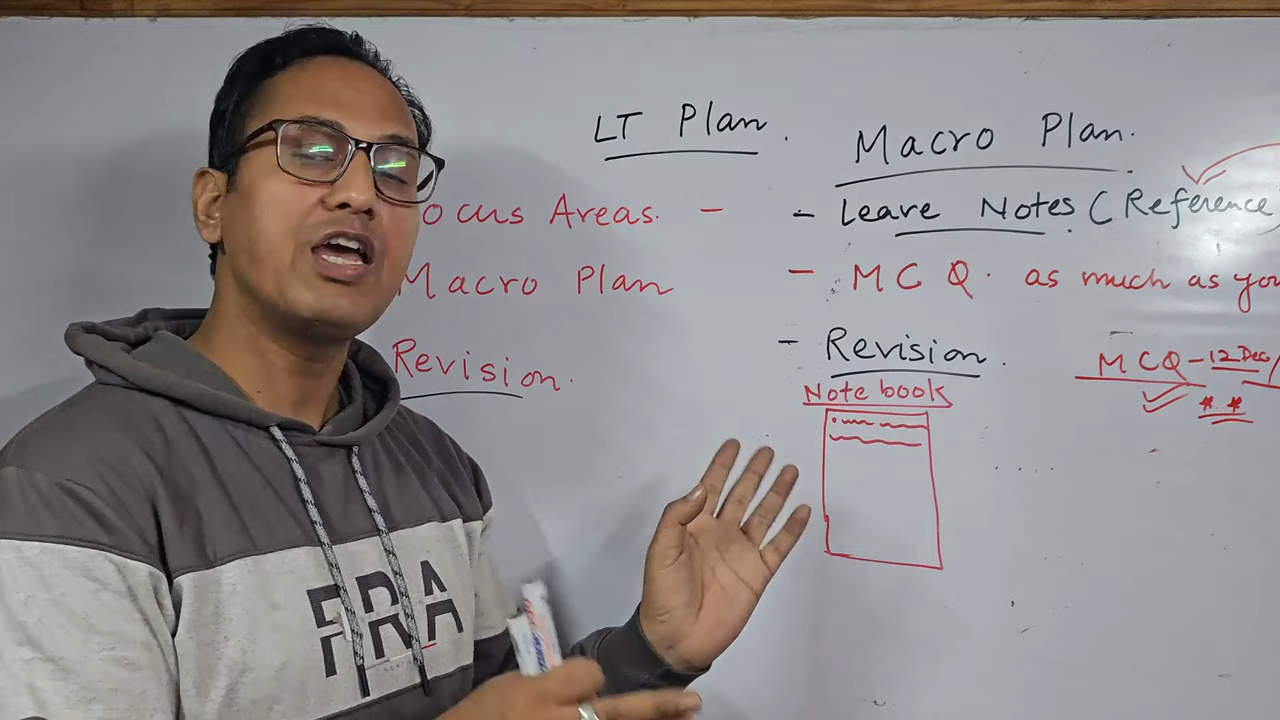 LT Plan.
ocus Areas. -
Macro Plan
Revision.
Macro Plan.
- Leave Notes (Reference
- MCQ. as much as you
- Revision.
Note book
MCQ-12 Dec/
PRA